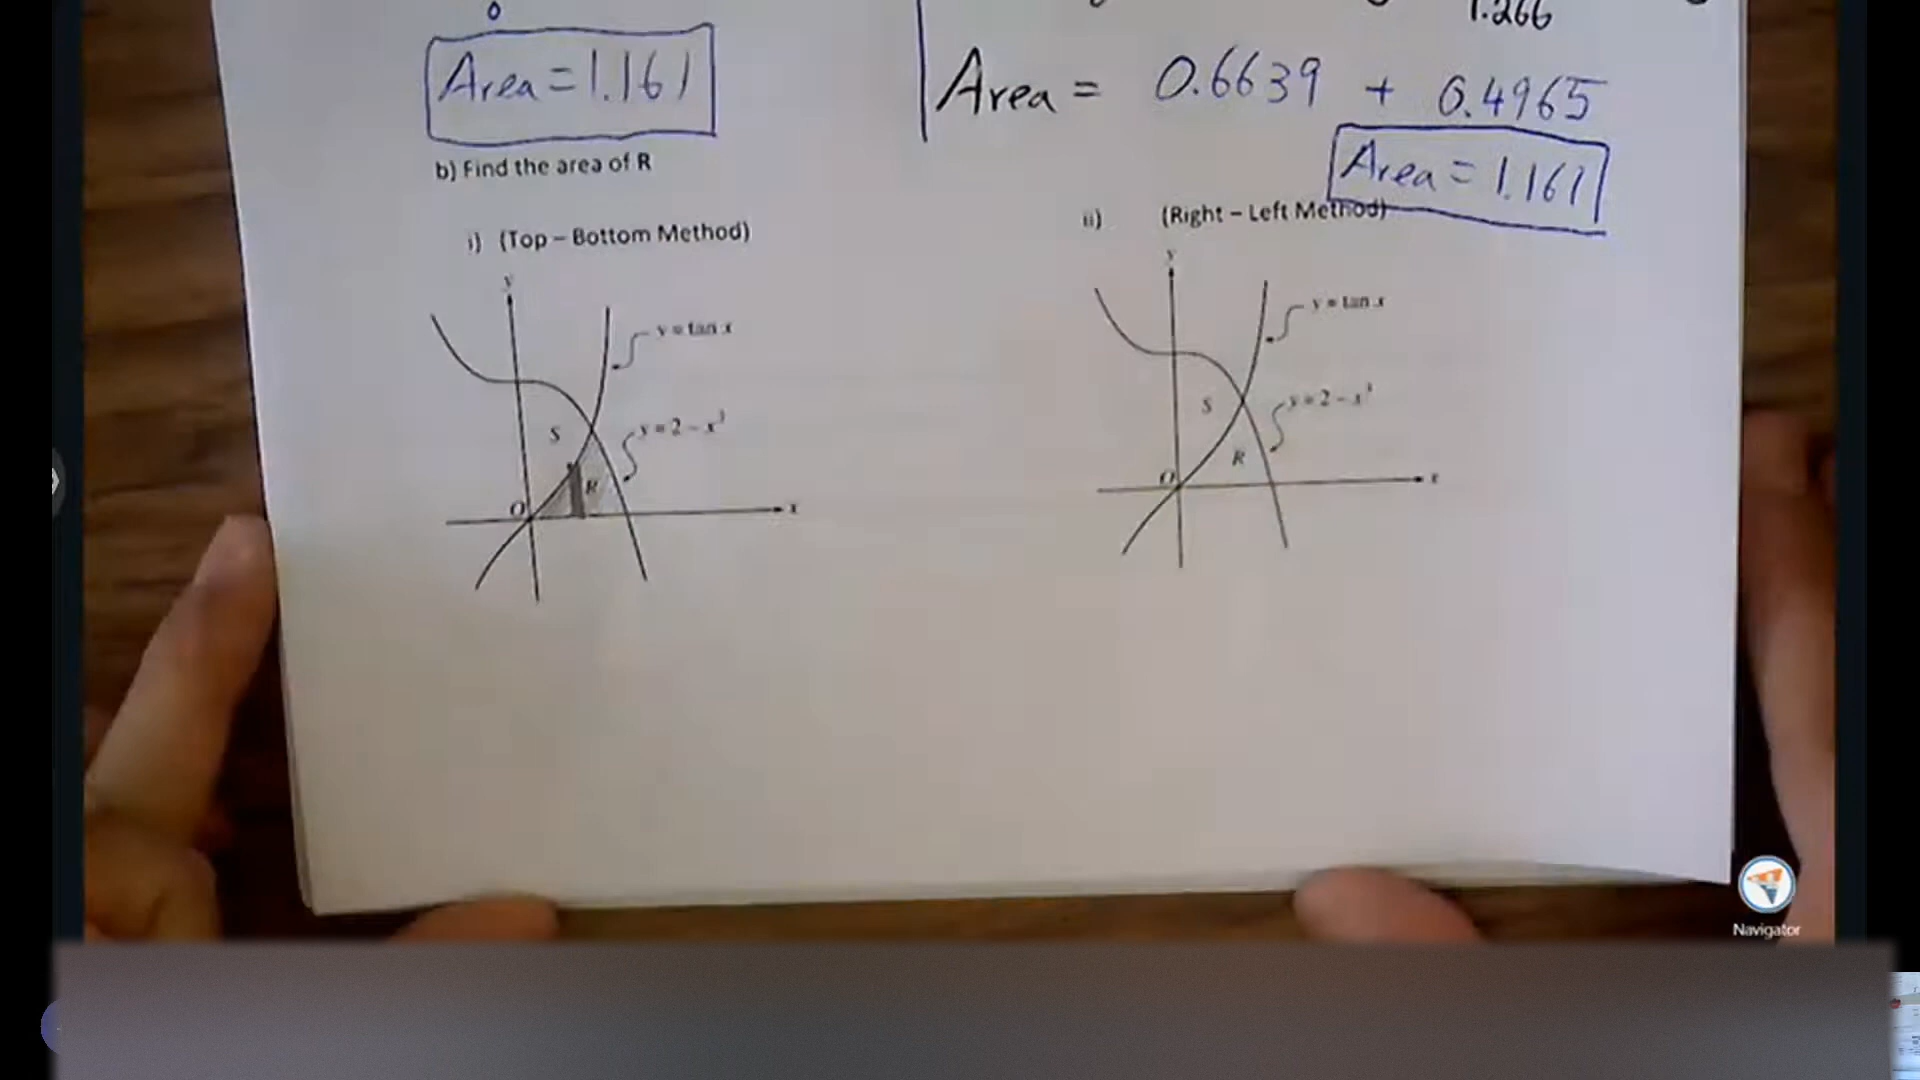 0
1.266
Area = 1.161
Area = 0.6639 + 0.4965
Area = 1.161
b) Find the area of R
i) (Top – Bottom Method)
ii) (Right – Left Method)
y
y = tan x
S
y = 2 – x³
R
O
x
y
y = tan x
S
y = 2 – x³
R
O
x
Navigator